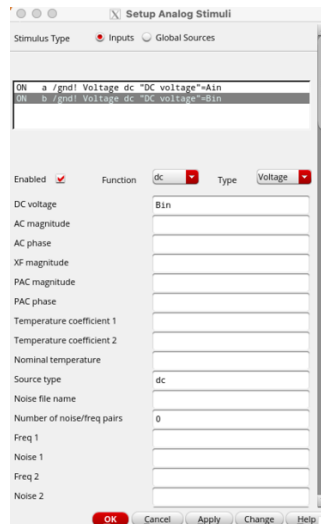 Setup Analog Stimuli
Stimulus Type Inputs Global Sources
ON a /gnd! Voltage dc "DC voltage"=Ain
ON b /gnd! Voltage dc "DC voltage"=Bin
Enabled Function dc Type Voltage
DC voltage Bin
AC magnitude
AC phase
XF magnitude
PAC magnitude
PAC phase
Temperature coefficient 1
Temperature coefficient 2
Nominal temperature
Source type dc
Noise file name
Number of noise/freq pairs 0
Freq 1
Noise 1
Freq 2
Noise 2
OK Cancel Apply Change Help